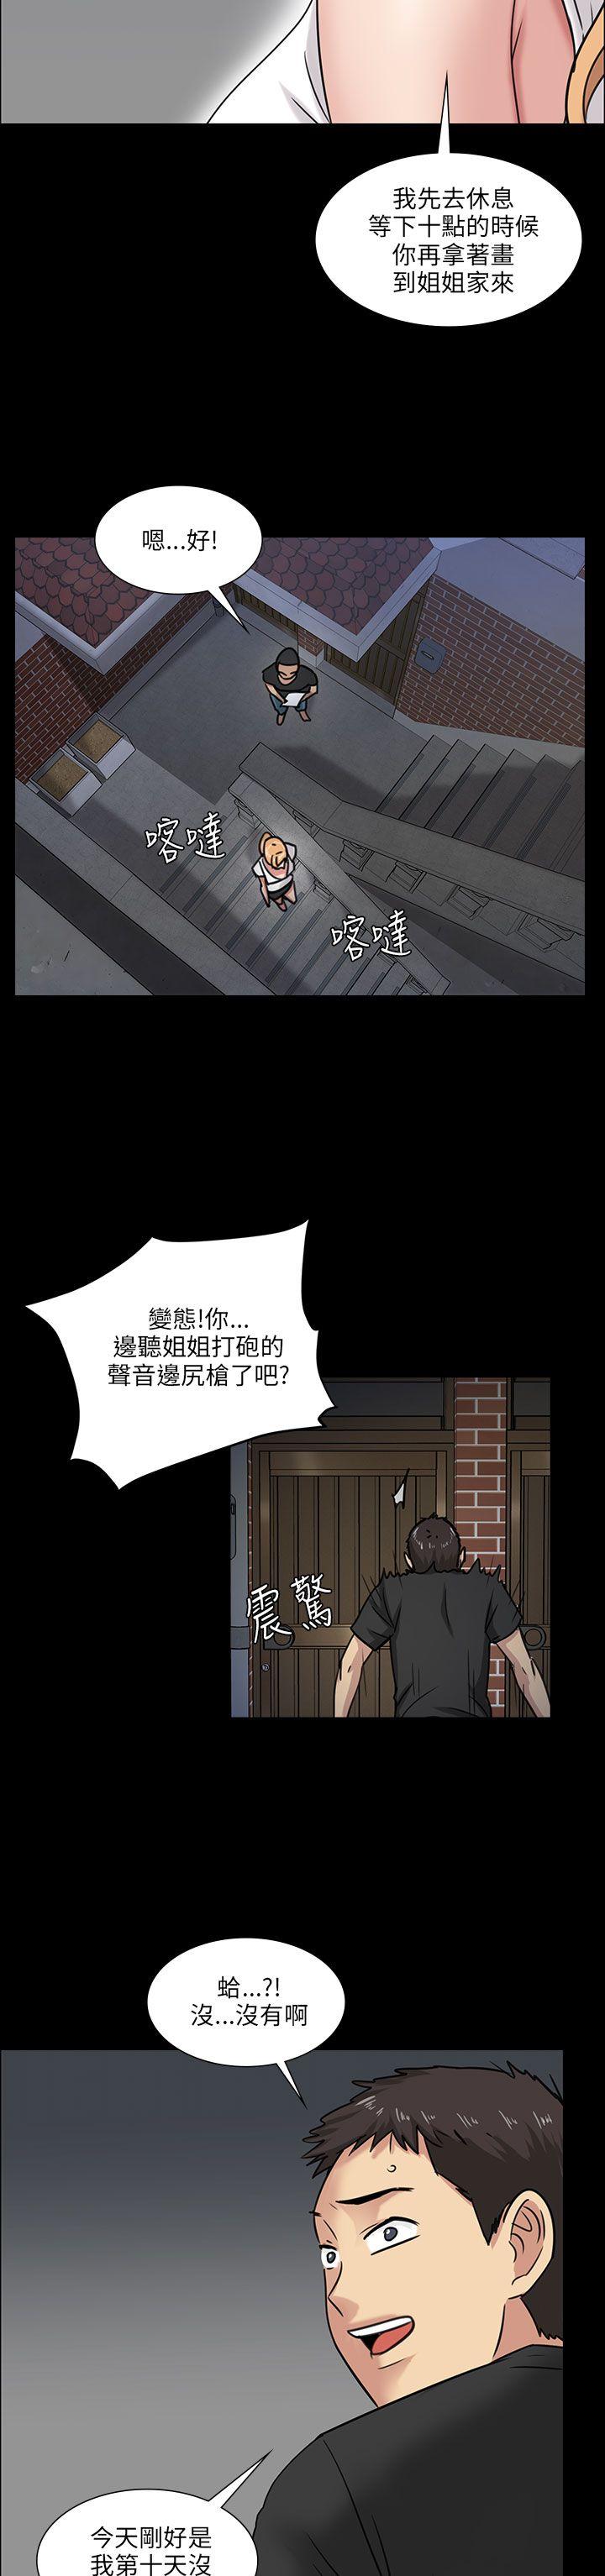 我先去休息
等下十點的時候
你再拿著畫
到姐姐家來
嗯...好!
喀噠
喀噠
變態!你...
邊聽姐姐打砲的
聲音邊尻槍了吧?
震驚
蛤...?!
沒...沒有啊
今天剛好是
我第十天沒